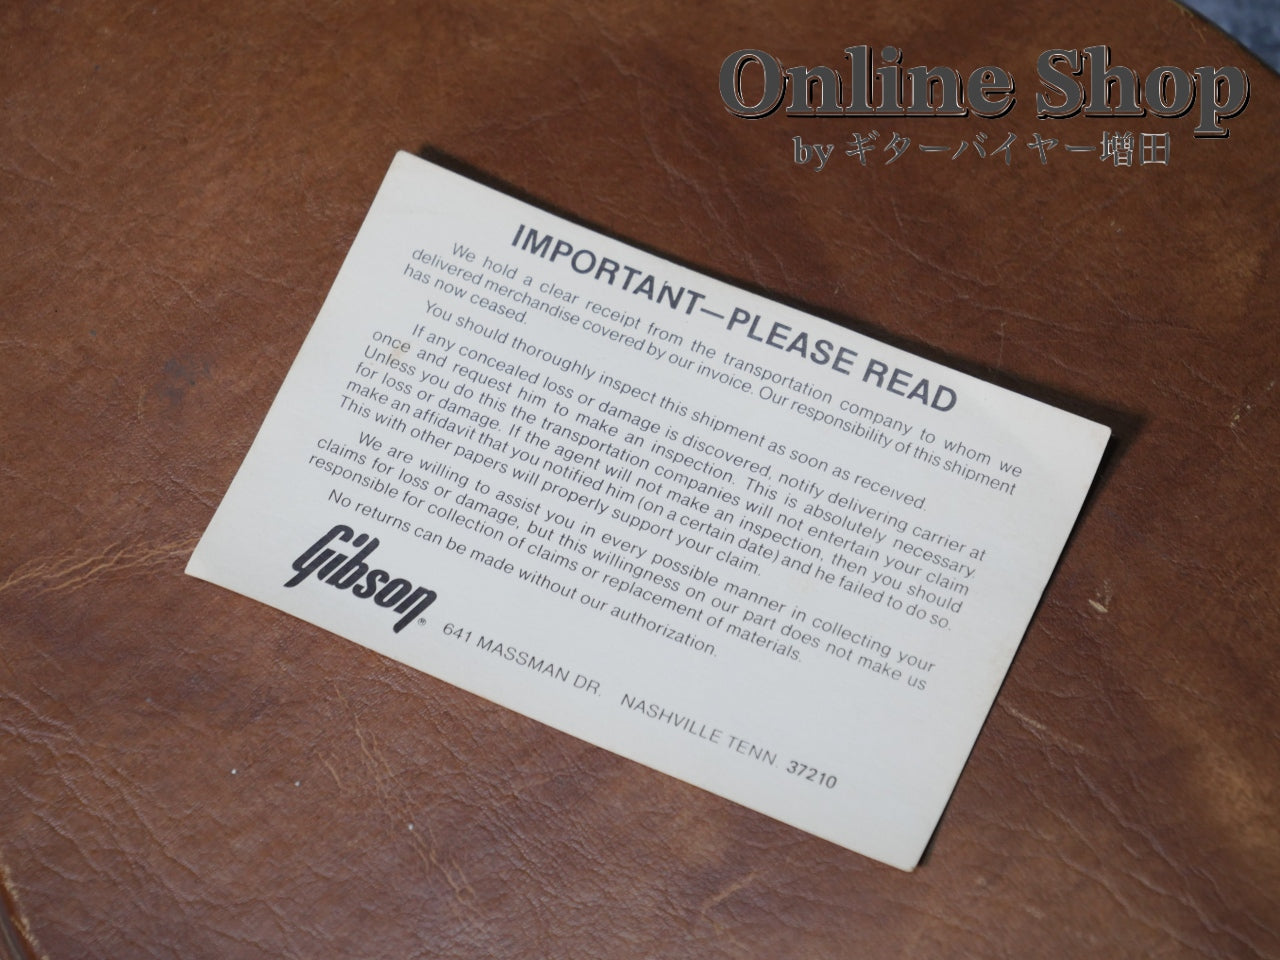 Online Shop
by ギターバイヤー増田
IMPORTANT—PLEASE READ
We hold a clear receipt from the transportation company to whom we
delivered merchandise covered by our invoice. Our responsibility of this shipment
has now ceased.
You should thoroughly inspect this shipment as soon as received.
If any concealed loss or damage is discovered, notify delivering carrier at
once and request him to make an inspection. This is absolutely necessary.
Unless you do this the transportation companies will not entertain your claim
for loss or damage. If the agent will not make an inspection, then you should
make an affidavit that you notified him (on a certain date) and he failed to do so.
This with other papers will properly support your claim.
We are willing to assist you in every possible manner in collecting your
claims for loss or damage, but this willingness on our part does not make us
responsible for collection of claims or replacement of materials.
No returns can be made without our authorization.
Gibson® 641 MASSMAN DR. NASHVILLE TENN. 37210